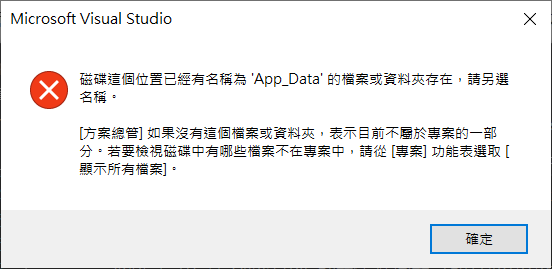 Microsoft Visual Studio
磁碟這個位置已經有名稱為 'App_Data' 的檔案或資料夾存在，請另選
名稱。
[方案總管] 如果沒有這個檔案或資料夾，表示目前不屬於專案的一部
分。若要檢視磁碟中有哪些檔案不在專案中，請從 [專案] 功能表選取 [
顯示所有檔案]。
確定